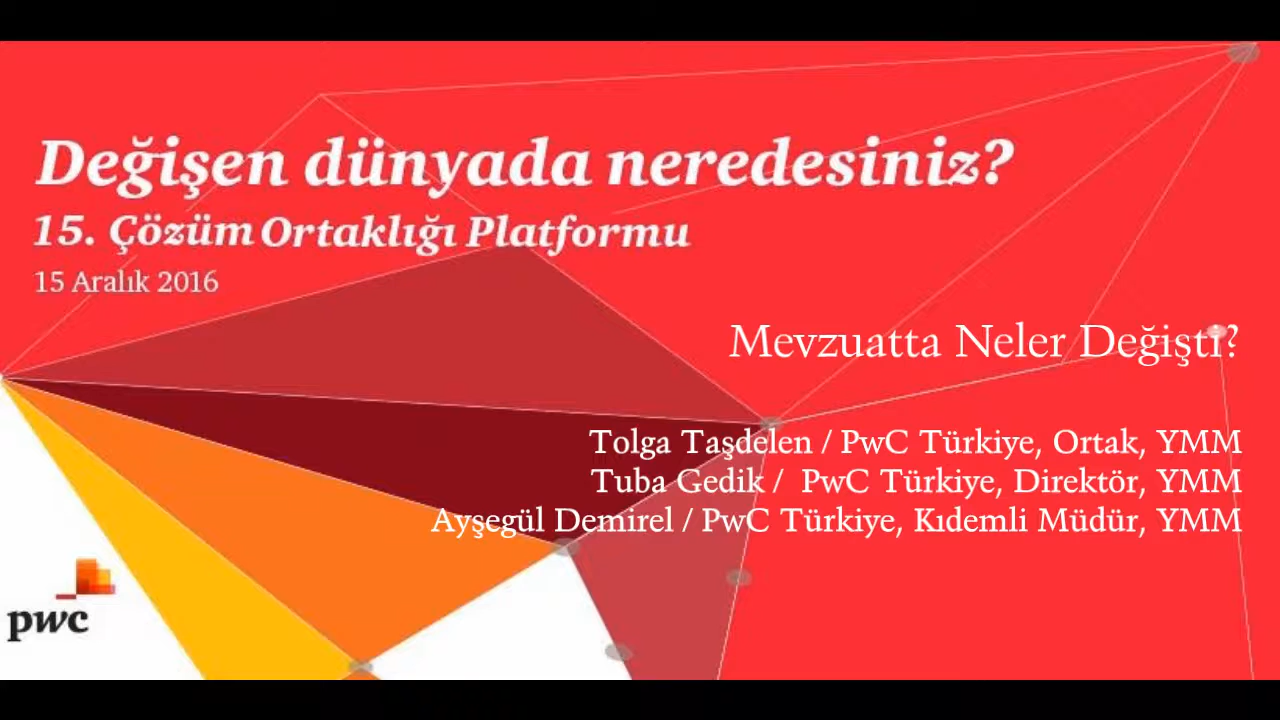 Değişen dünyada neredesiniz?
15. Çözüm Ortaklığı Platformu
15 Aralık 2016
Mevzuatta Neler Değişti?
Tolga Taşdelen / PwC Türkiye, Ortak, YMM
Tuba Gedik / PwC Türkiye, Direktör, YMM
Ayşegül Demirel / PwC Türkiye, Kıdemli Müdür, YMM
pwc